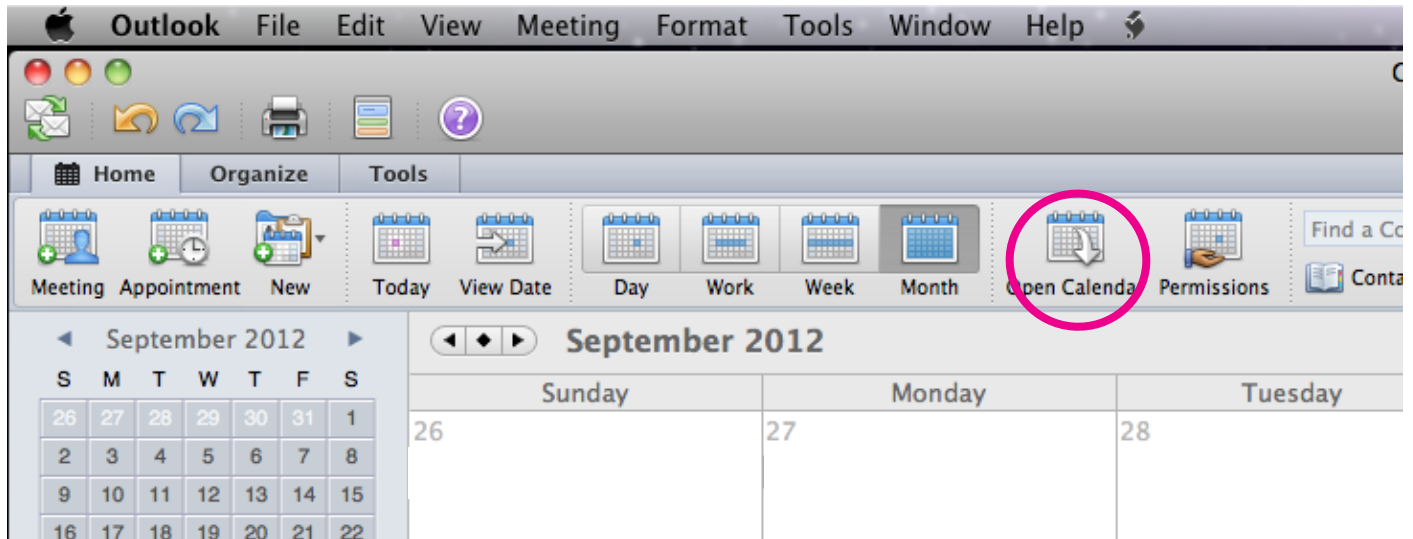 Outlook File Edit View Meeting Format Tools Window Help
?
Home Organize Tools
Find a Co
Meeting Appointment New Today View Date Day Work Week Month Open Calenda Permissions Conta
September 2012
September 2012
S M T W T F S
Sunday Monday Tuesday
26 27 28 29 30 31 1
26 27 28
2 3 4 5 6 7 8
9 10 11 12 13 14 15
16 17 18 19 20 21 22